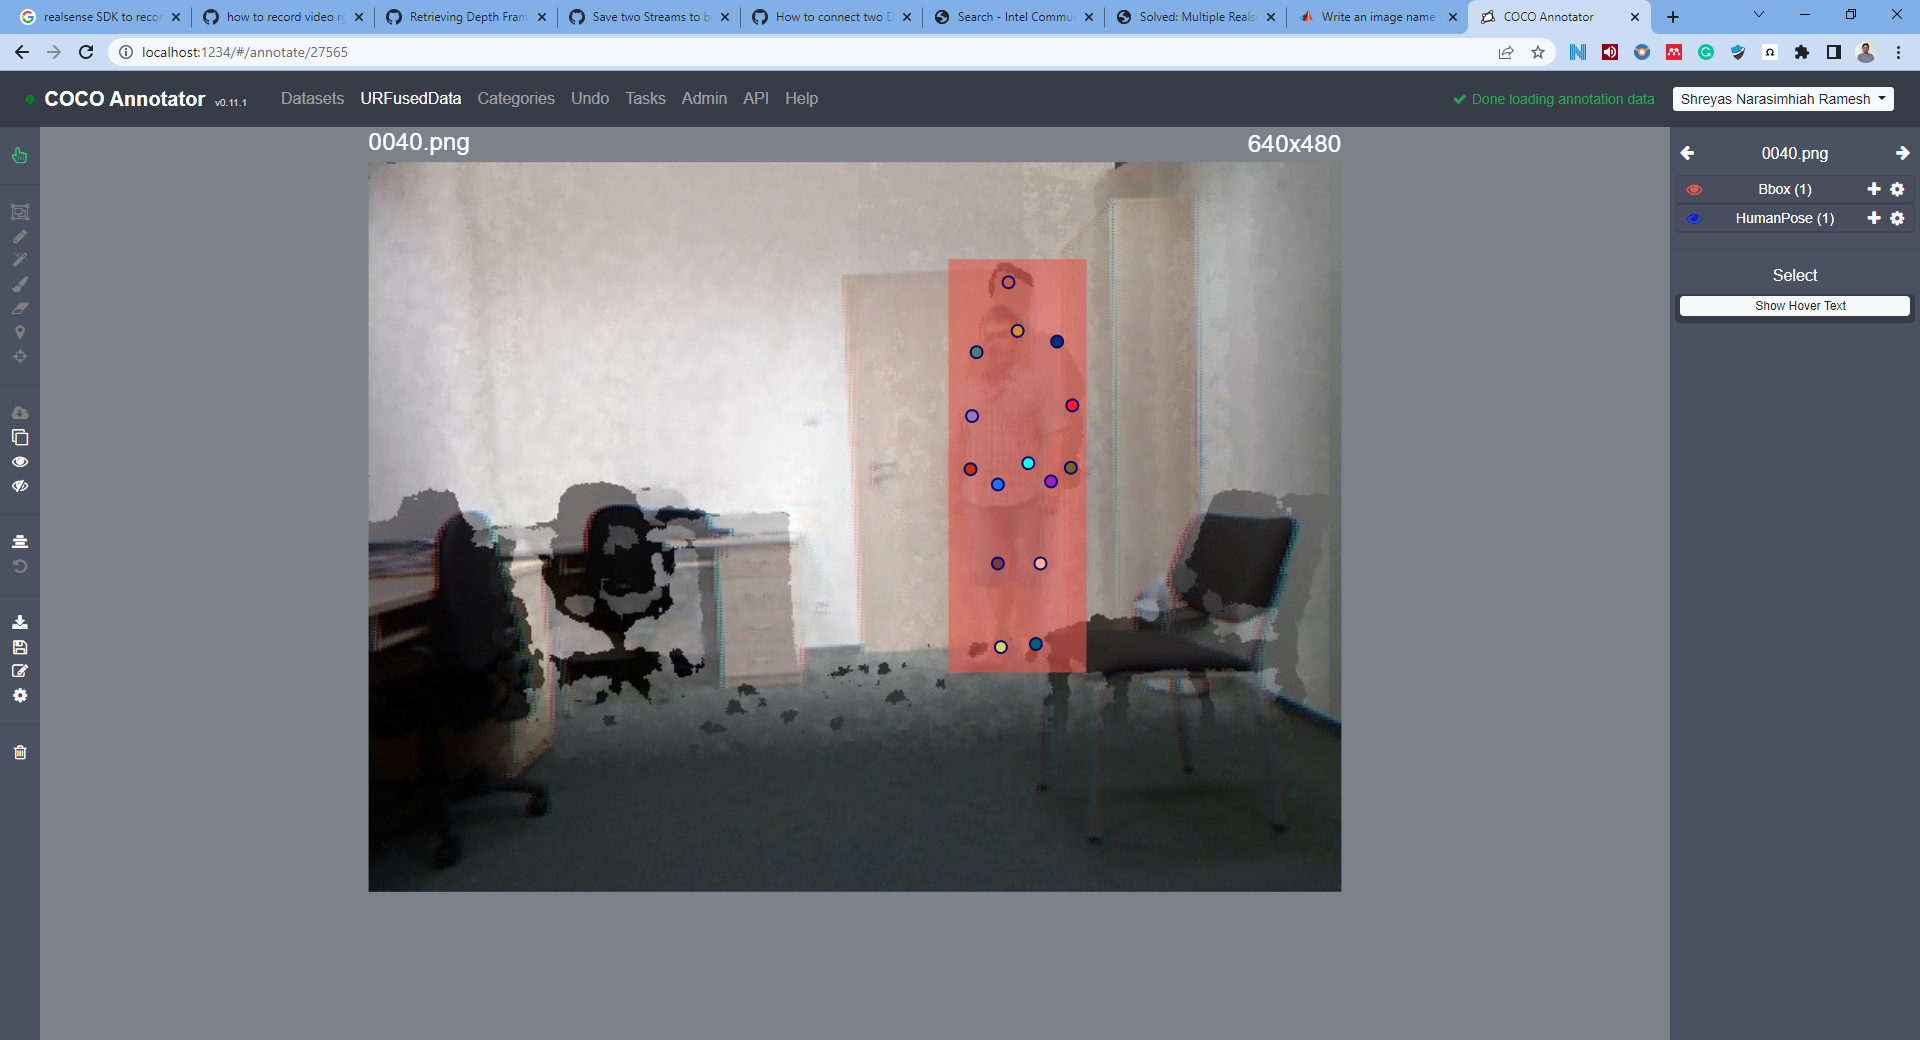 realsense SDK to recor
how to record video rg
Retrieving Depth Fram
Save two Streams to b
How to connect two D
Search - Intel Commu
Solved: Multiple Reals
Write an image name
COCO Annotator
localhost:1234/#/annotate/27565
COCO Annotator v0.11.1
Datasets URFusedData Categories Undo Tasks Admin API Help
Done loading annotation data
Shreyas Narasimhiah Ramesh
0040.png
640x480
0040.png
Bbox (1)
HumanPose (1)
Select
Show Hover Text